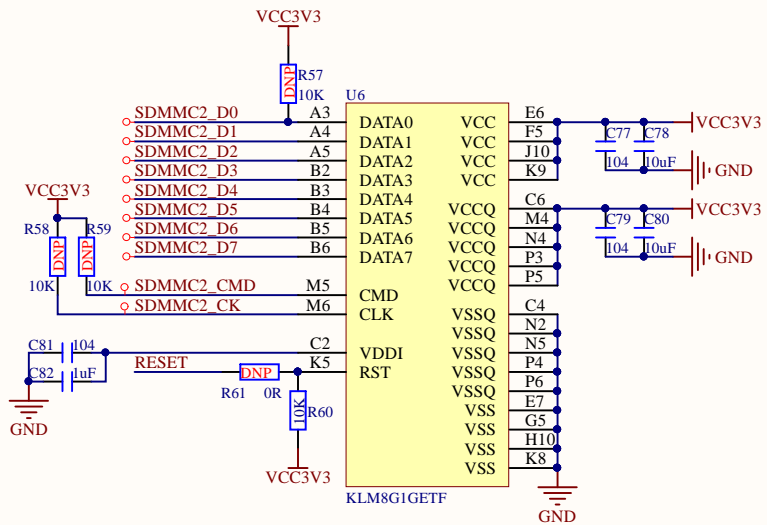 VCC3V3
DNP
R57
10K
U6
SDMMC2_D0 A3 DATA0
SDMMC2_D1 A4 DATA1
SDMMC2_D2 A5 DATA2
SDMMC2_D3 B2 DATA3
SDMMC2_D4 B3 DATA4
SDMMC2_D5 B4 DATA5
SDMMC2_D6 B5 DATA6
SDMMC2_D7 B6 DATA7
VCC3V3
R58 DNP 10K
R59 DNP 10K
SDMMC2_CMD M5 CMD
SDMMC2_CK M6 CLK
C81 104
C82 1uF
GND
C2 VDDI
RESET K5 RST
R61 DNP 0R
10K R60
VCC3V3
VCC E6
VCC F5
VCC J10
VCC K9
C77 104
C78 10uF
VCC3V3
GND
VCCQ C6
VCCQ M4
VCCQ N4
VCCQ P3
VCCQ P5
C79 104
C80 10uF
VCC3V3
GND
VSSQ C4
VSSQ N2
VSSQ N5
VSSQ P4
VSSQ P6
VSS E7
VSS G5
VSS H10
VSS K8
GND
KLM8G1GETF